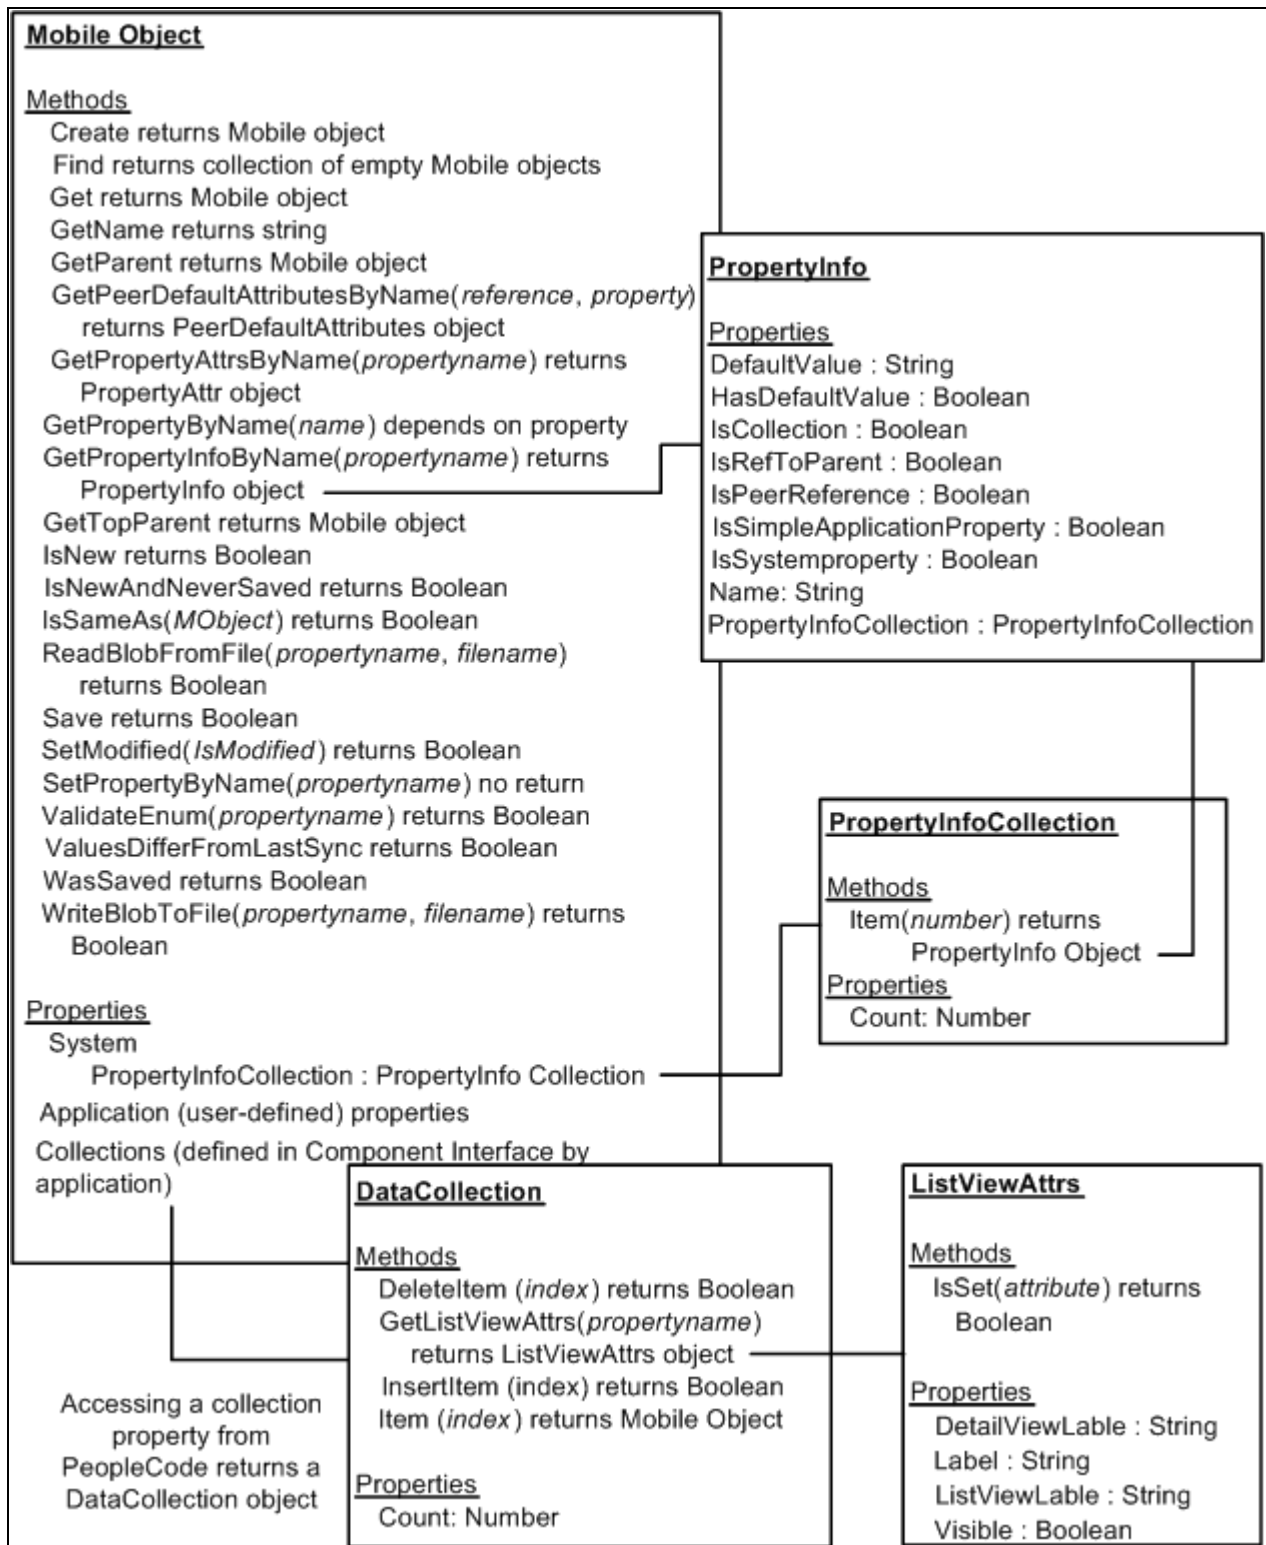 Mobile Object
Methods
Create returns Mobile object
Find returns collection of empty Mobile objects
Get returns Mobile object
GetName returns string
GetParent returns Mobile object
GetPeerDefaultAttributesByName(reference, property)
returns PeerDefaultAttributes object
GetPropertyAttrsByName(propertyname) returns
PropertyAttr object
GetPropertyByName(name) depends on property
GetPropertyInfoByName(propertyname) returns
PropertyInfo object
GetTopParent returns Mobile object
IsNew returns Boolean
IsNewAndNeverSaved returns Boolean
IsSameAs(MObject) returns Boolean
ReadBlobFromFile(propertyname, filename)
returns Boolean
Save returns Boolean
SetModified(IsModified) returns Boolean
SetPropertyByName(propertyname) no return
ValidateEnum(propertyname) returns Boolean
ValuesDifferFromLastSync returns Boolean
WasSaved returns Boolean
WriteBlobToFile(propertyname, filename) returns
Boolean
Properties
System
PropertyInfoCollection : PropertyInfo Collection
Application (user-defined) properties
Collections (defined in Component Interface by
application)
PropertyInfo
Properties
DefaultValue : String
HasDefaultValue : Boolean
IsCollection : Boolean
IsRefToParent : Boolean
IsPeerReference : Boolean
IsSimpleApplicationProperty : Boolean
IsSystemproperty : Boolean
Name: String
PropertyInfoCollection : PropertyInfoCollection
PropertyInfoCollection
Methods
Item(number) returns
PropertyInfo Object
Properties
Count: Number
Accessing a collection
property from
PeopleCode returns a
DataCollection object
DataCollection
Methods
DeleteItem (index) returns Boolean
GetListViewAttrs(propertyname)
returns ListViewAttrs object
InsertItem (index) returns Boolean
Item (index) returns Mobile Object
Properties
Count: Number
ListViewAttrs
Methods
IsSet(attribute) returns
Boolean
Properties
DetailViewLable : String
Label : String
ListViewLable : String
Visible : Boolean